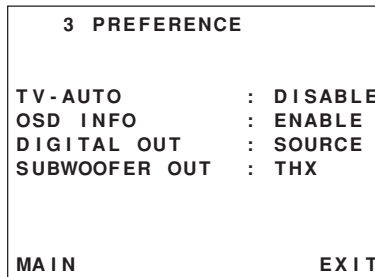 3 PREFERENCE
TV-AUTO : DISABLE
OSD INFO : ENABLE
DIGITAL OUT : SOURCE
SUBWOOFER OUT : THX
MAIN EXIT